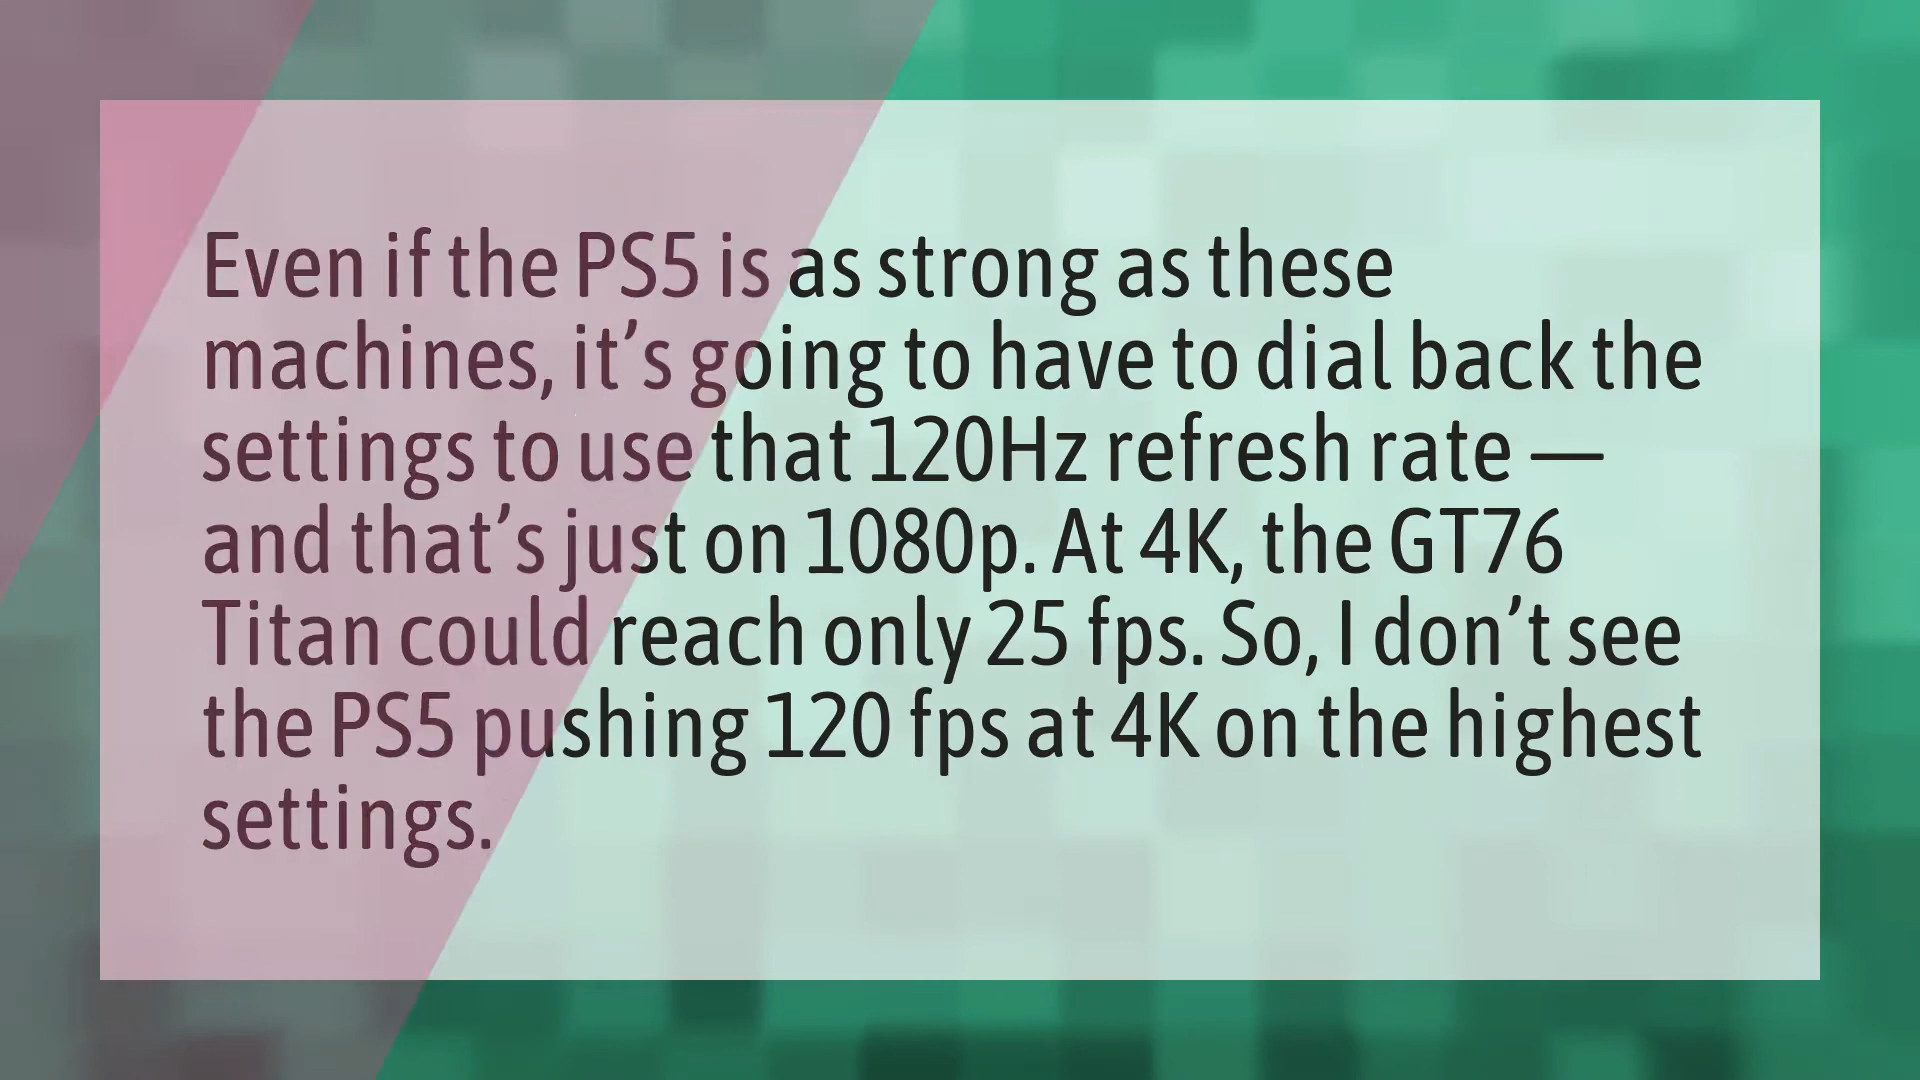 Even if the PS5 is as strong as these
machines, it’s going to have to dial back the
settings to use that 120Hz refresh rate —
and that’s just on 1080p. At 4K, the GT76
Titan could reach only 25 fps. So, I don’t see
the PS5 pushing 120 fps at 4K on the highest
settings.